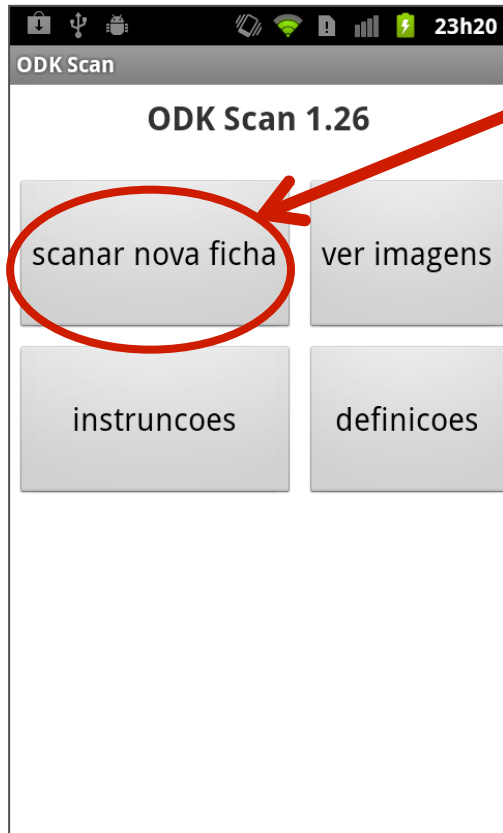 23h20
ODK Scan
ODK Scan 1.26
scanar nova ficha
ver imagens
instruncoes
definicoes